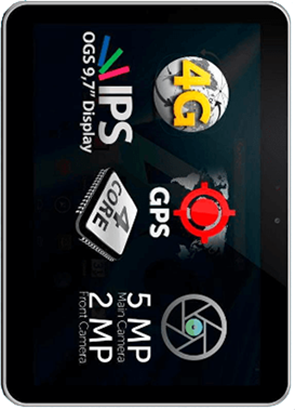 4G
IPS
OGS 9,7” Display
GPS
4
CORE
5 MP
Main Camera
2 MP
Front Camera